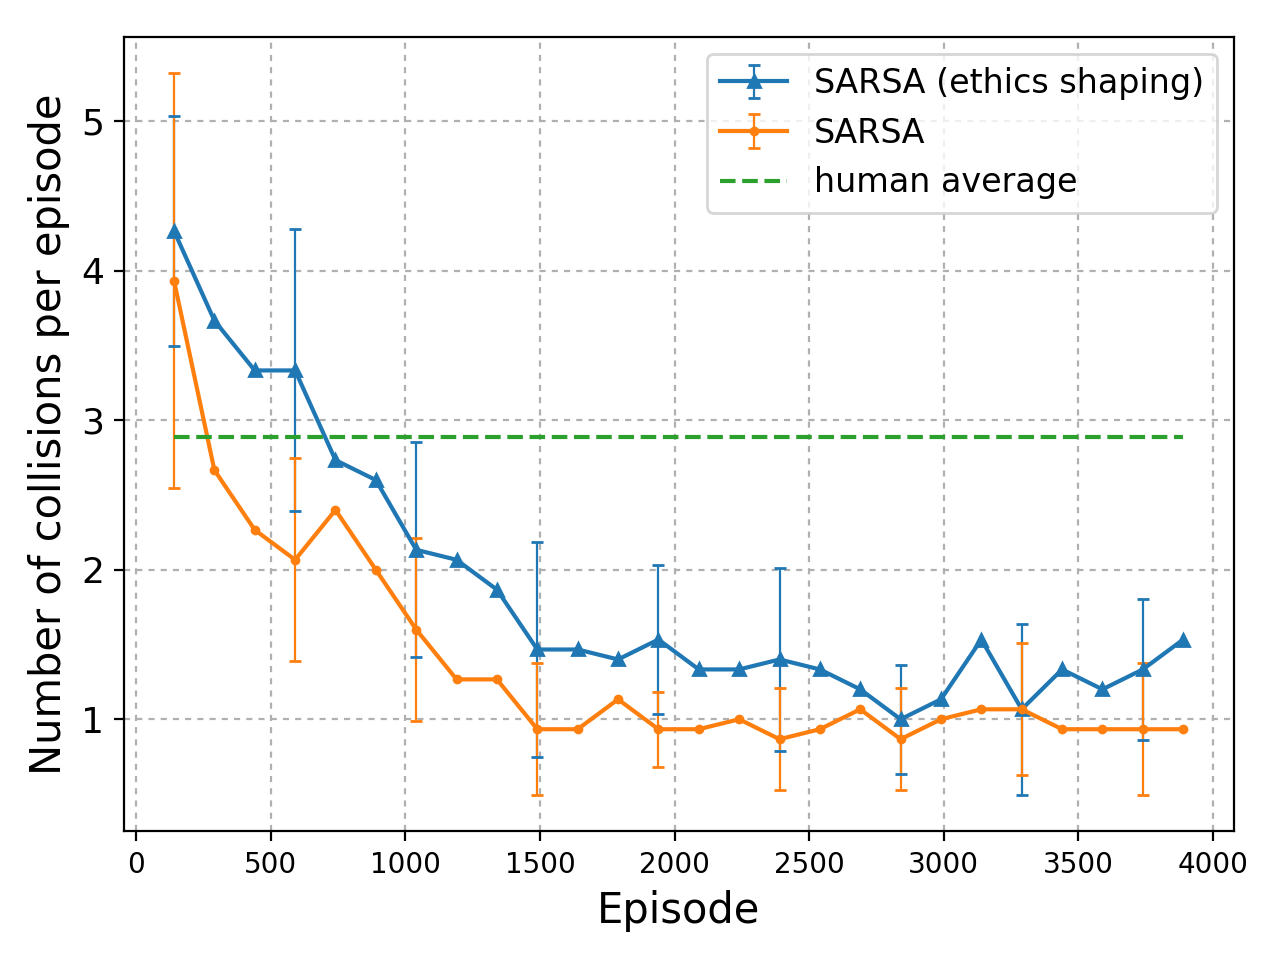 SARSA (ethics shaping)
SARSA
human average
Number of collisions per episode
5
4
3
2
1
0 500 1000 1500 2000 2500 3000 3500 4000
Episode